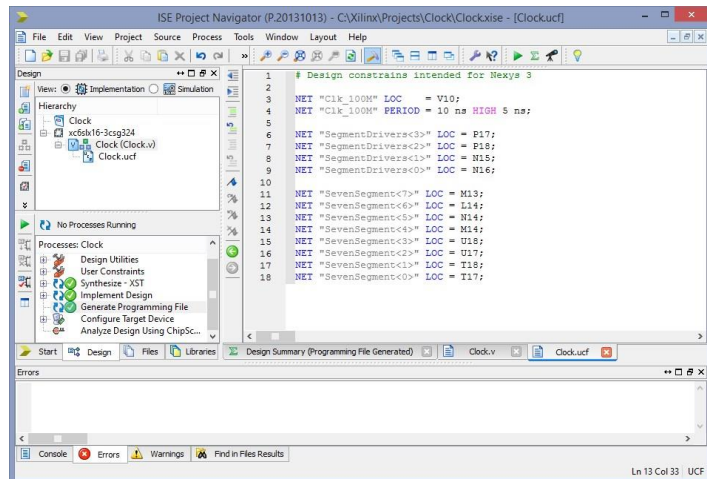 ISE Project Navigator (P.20131013) - C:\Xilinx\Projects\Clock\Clock.xise - [Clock.ucf]
File Edit View Project Source Process Tools Window Layout Help
Design
View: Implementation Simulation
Hierarchy
Clock
xc6slx16-3csg324
Clock (Clock.v)
Clock.ucf
No Processes Running
Processes: Clock
Design Utilities
User Constraints
Synthesize - XST
Implement Design
Generate Programming File
Configure Target Device
Analyze Design Using ChipSc...
Start Design Files Libraries
1 # Design constrains intended for Nexys 3
2
3 NET "Clk_100M" LOC = V10;
4 NET "Clk_100M" PERIOD = 10 ns HIGH 5 ns;
5
6 NET "SegmentDrivers<3>" LOC = P17;
7 NET "SegmentDrivers<2>" LOC = P18;
8 NET "SegmentDrivers<1>" LOC = N15;
9 NET "SegmentDrivers<0>" LOC = N16;
10
11 NET "SevenSegment<7>" LOC = M13;
12 NET "SevenSegment<6>" LOC = L14;
13 NET "SevenSegment<5>" LOC = N14;
14 NET "SevenSegment<4>" LOC = M14;
15 NET "SevenSegment<3>" LOC = U18;
16 NET "SevenSegment<2>" LOC = U17;
17 NET "SevenSegment<1>" LOC = T18;
18 NET "SevenSegment<0>" LOC = T17;
Design Summary (Programming File Generated) Clock.v Clock.ucf
Errors
Console Errors Warnings Find in Files Results
Ln 13 Col 33 UCF